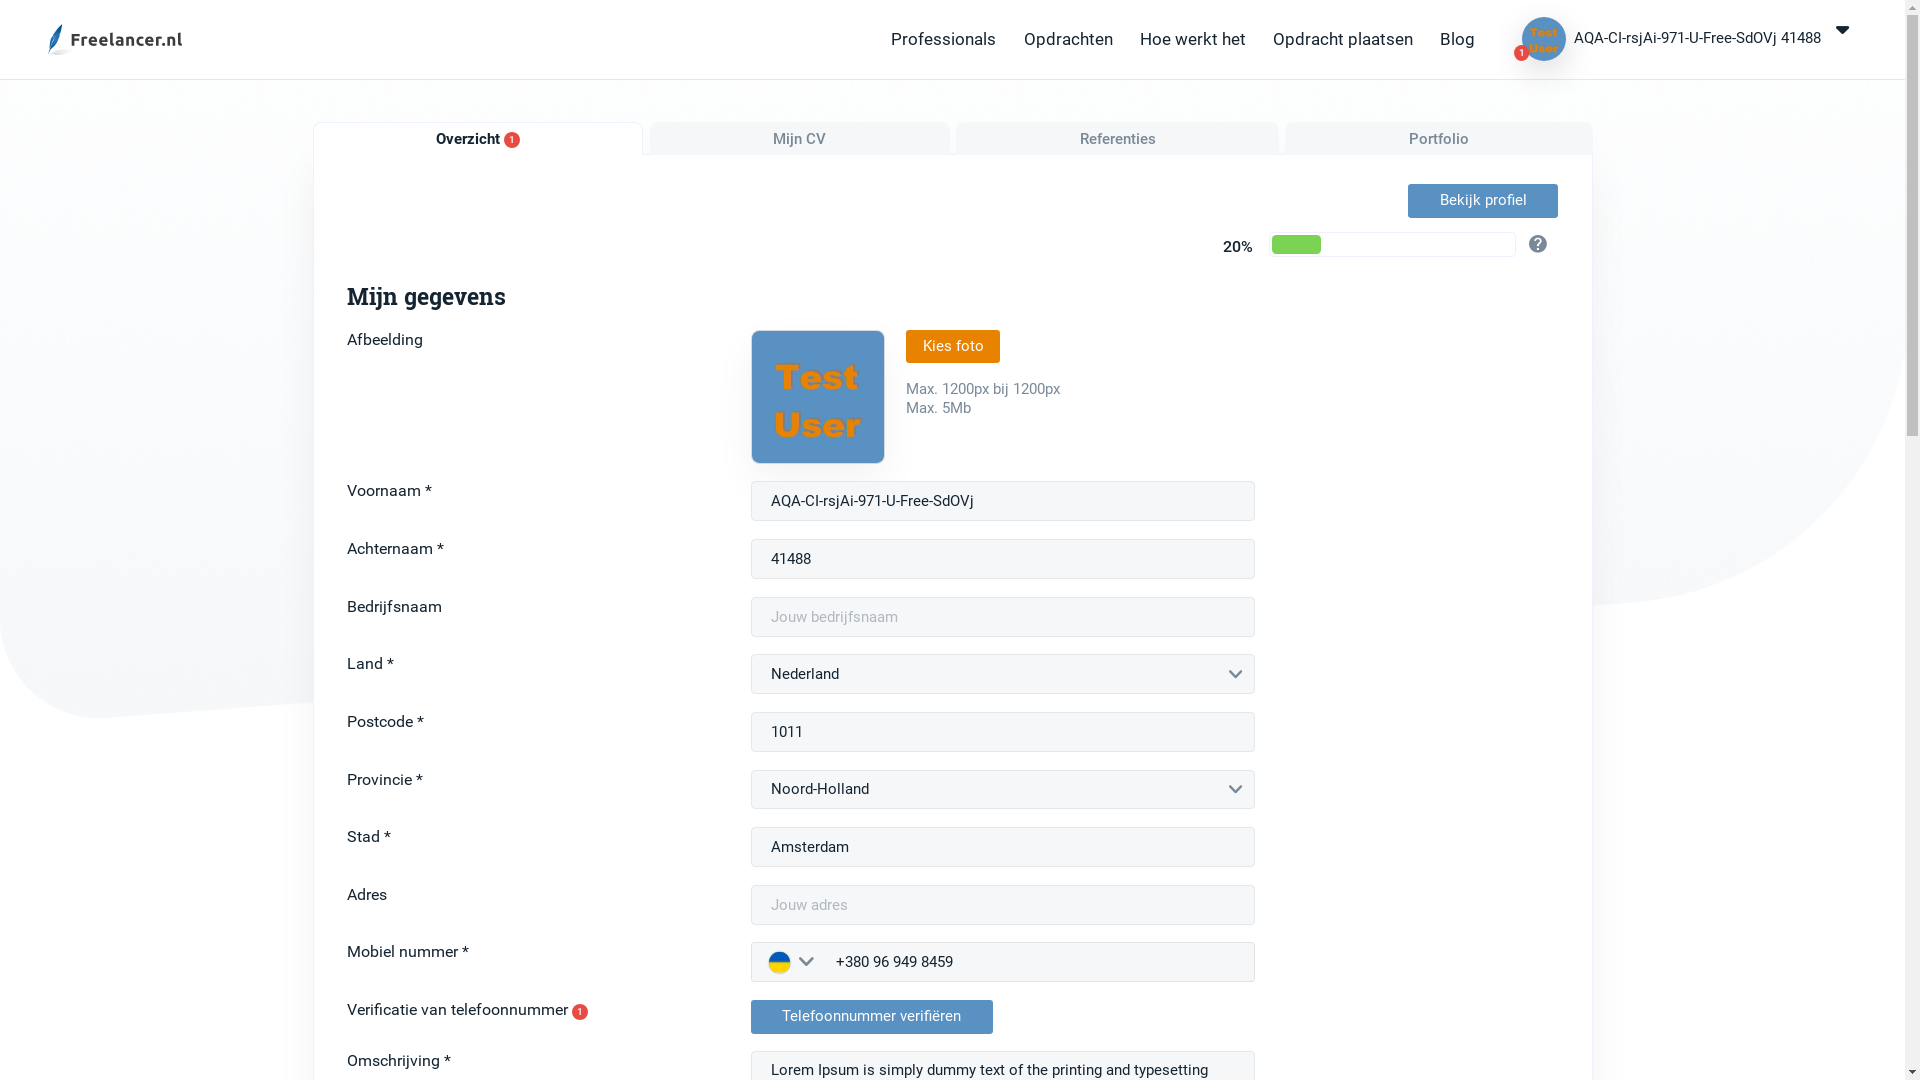 Freelancer.nl
Professionals
Opdrachten
Hoe werkt het
Opdracht plaatsen
Blog
Test
User
1
AQA-CI-rsjAi-971-U-Free-SdOVj 41488
Overzicht 1
Mijn CV
Referenties
Portfolio
Bekijk profiel
20%
?
Mijn gegevens
Afbeelding
Test
User
Kies foto
Max. 1200px bij 1200px
Max. 5Mb
Voornaam *
AQA-CI-rsjAi-971-U-Free-SdOVj
Achternaam *
41488
Bedrijfsnaam
Jouw bedrijfsnaam
Land *
Nederland
Postcode *
1011
Provincie *
Noord-Holland
Stad *
Amsterdam
Adres
Jouw adres
Mobiel nummer *
+380 96 949 8459
Verificatie van telefoonnummer 1
Telefoonnummer verifiëren
Omschrijving *
Lorem Ipsum is simply dummy text of the printing and typesetting